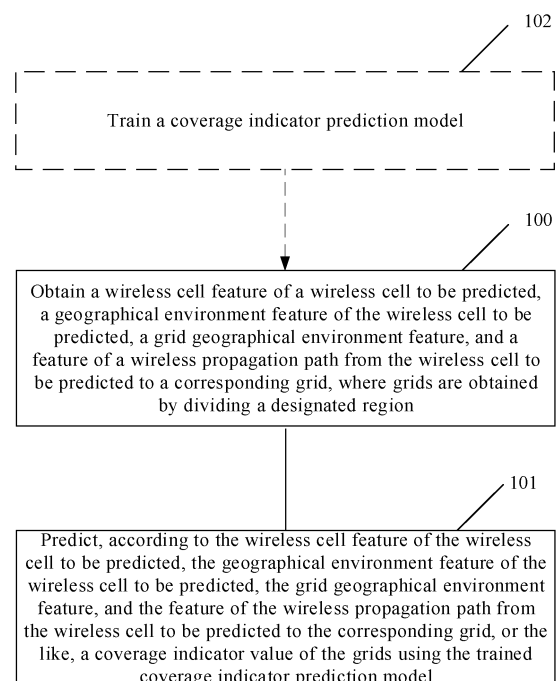 102
Train a coverage indicator prediction model
100
Obtain a wireless cell feature of a wireless cell to be predicted,
a geographical environment feature of the wireless cell to be
predicted, a grid geographical environment feature, and a
feature of a wireless propagation path from the wireless cell to
be predicted to a corresponding grid, where grids are obtained
by dividing a designated region
101
Predict, according to the wireless cell feature of the wireless
cell to be predicted, the geographical environment feature of the
wireless cell to be predicted, the grid geographical environment
feature, and the feature of the wireless propagation path from
the wireless cell to be predicted to the corresponding grid, or the
like, a coverage indicator value of the grids using the trained
coverage indicator prediction model